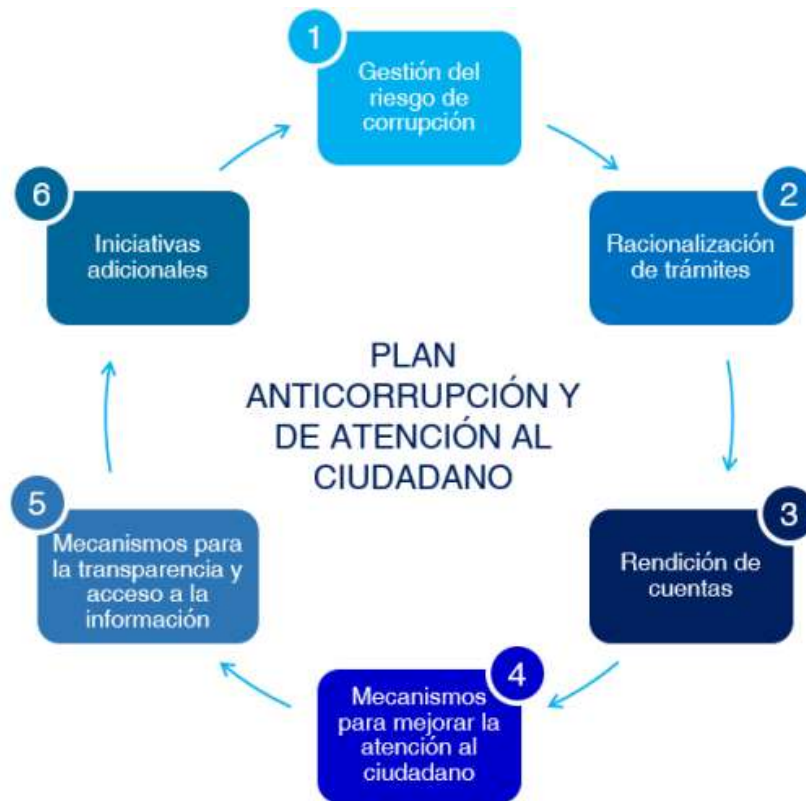 1
Gestión del
riesgo de
corrupción
2
Racionalización
de trámites
3
Rendición de
cuentas
4
Mecanismos
para mejorar la
atención al
ciudadano
5
Mecanismos para
la transparencia y
acceso a la
información
6
Iniciativas
adicionales
PLAN
ANTICORRUPCIÓN Y
DE ATENCIÓN AL
CIUDADANO